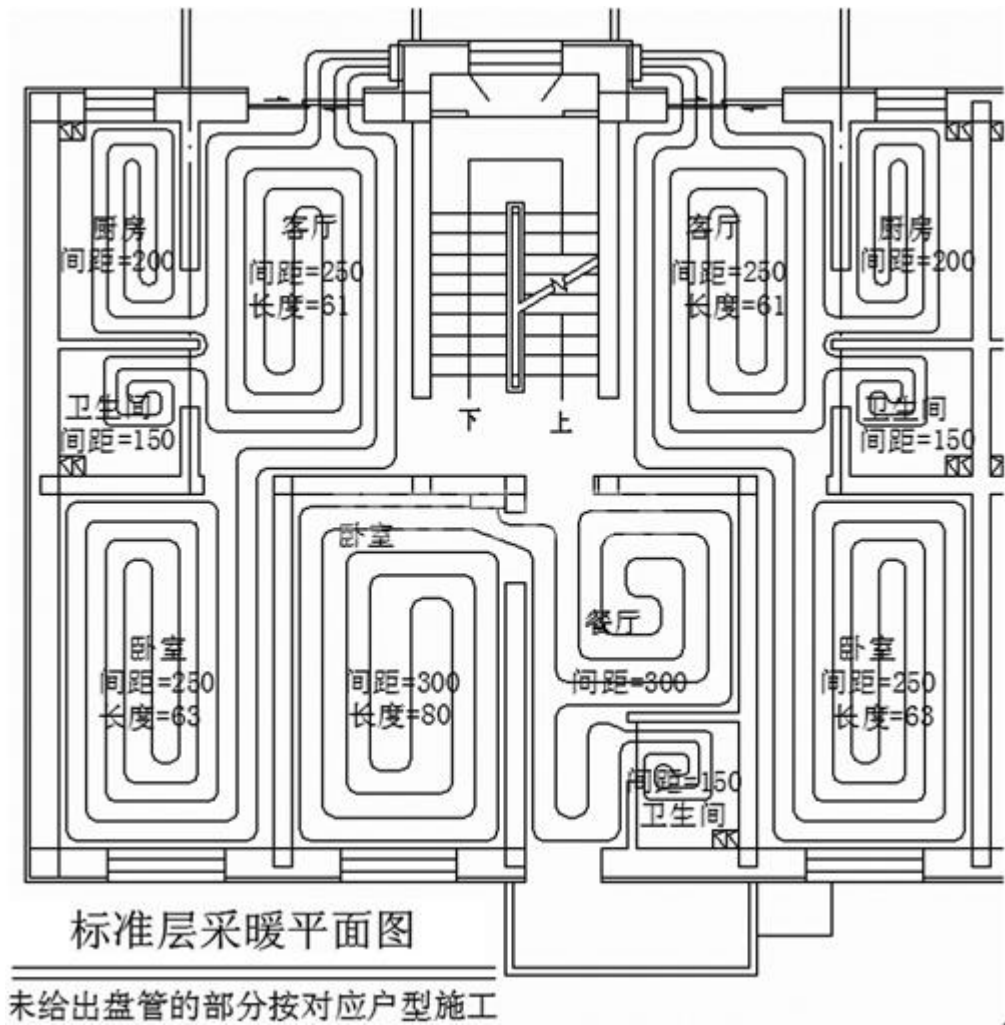 厨房
间距=200
客厅
间距=250
长度=61
客厅
间距=250
长度=61
厨房
间距=200
卫生间
间距=150
下
上
卫生间
间距=150
卧室
餐厅
卧室
间距=250
长度=63
间距=300
长度=80
间距=300
卧室
间距=250
长度=63
间距=150
卫生间
标准层采暖平面图
未给出盘管的部分按对应户型施工